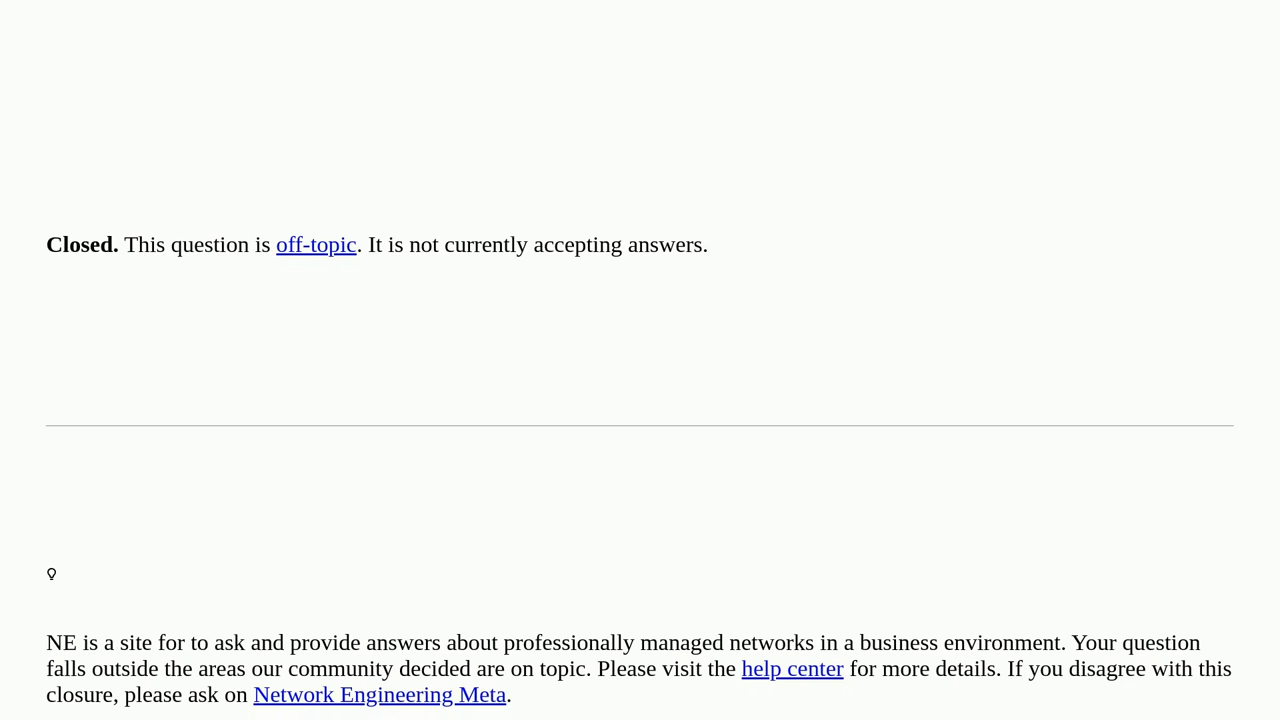 Closed. This question is off-topic. It is not currently accepting answers.
NE is a site for to ask and provide answers about professionally managed networks in a business environment. Your question
falls outside the areas our community decided are on topic. Please visit the help center for more details. If you disagree with this
closure, please ask on Network Engineering Meta.